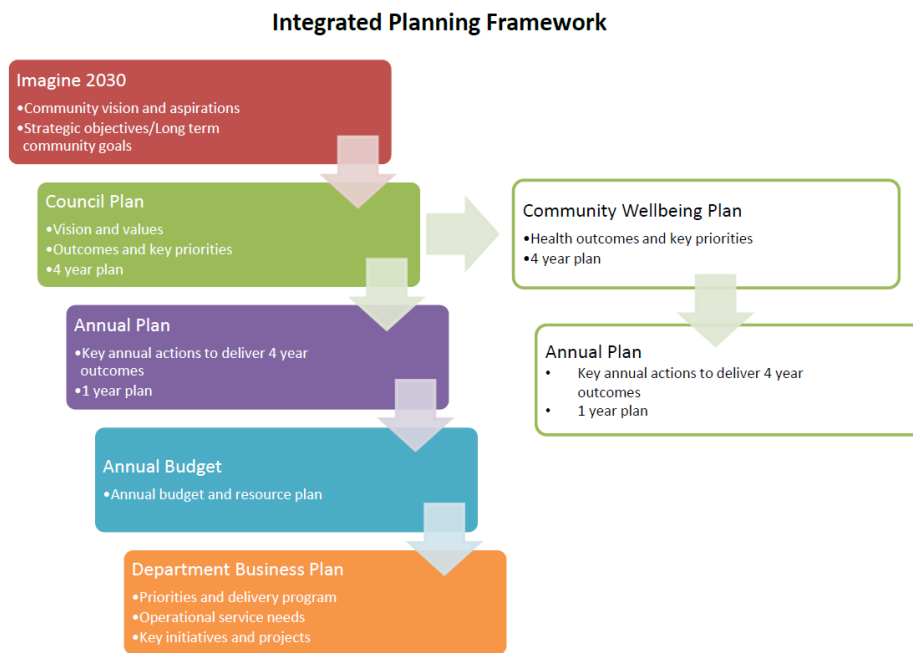 Integrated Planning Framework
Imagine 2030
•Community vision and aspirations
•Strategic objectives/Long term
community goals
Council Plan
•Vision and values
•Outcomes and key priorities
•4 year plan
Community Wellbeing Plan
•Health outcomes and key priorities
•4 year plan
Annual Plan
•Key annual actions to deliver 4 year
outcomes
•1 year plan
Annual Plan
• Key annual actions to deliver 4 year
outcomes
• 1 year plan
Annual Budget
•Annual budget and resource plan
Department Business Plan
•Priorities and delivery program
•Operational service needs
•Key initiatives and projects